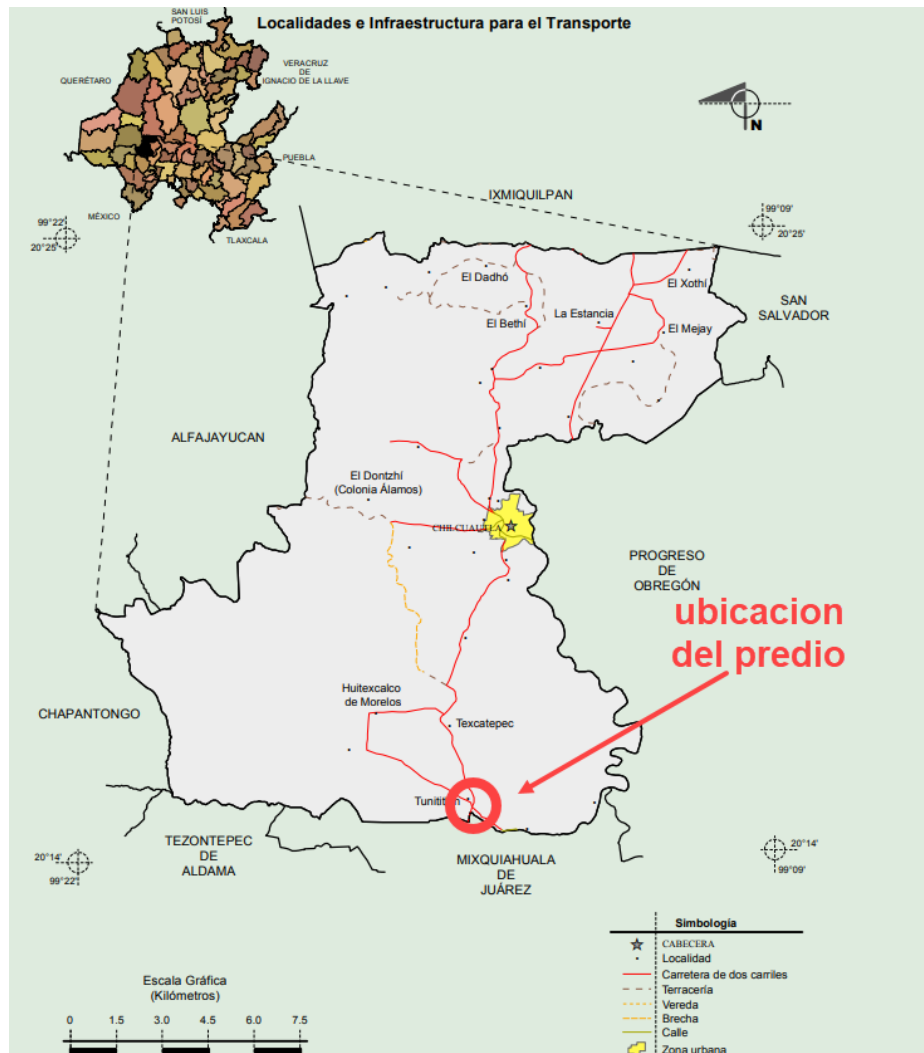 SAN LUIS
POTOSÍ
Localidades e Infraestructura para el Transporte
VERACRUZ
DE
IGNACIO DE LA LLAVE
QUERÉTARO
N
PUEBLA
MÉXICO
TLAXCALA
IXMIQUILPAN
99°22'
20°25'
99°09'
20°25'
El Dadhó
El Xothí
SAN
SALVADOR
La Estancia
El Bethí
El Mejay
ALFAJAYUCAN
El Dontzhí
(Colonia Álamos)
CHILCUAUTLA
PROGRESO
DE
OBREGÓN
ubicacion
del predio
Huitexcalco
de Morelos
CHAPANTONGO
Texcatepec
Tunititlán
TEZONTEPEC
DE
ALDAMA
MIXQUIAHUALA
DE
JUÁREZ
20°14'
99°22'
20°14'
99°09'
Simbología
CABECERA
Localidad
Carretera de dos carriles
Terracería
Vereda
Brecha
Calle
Zona urbana
Escala Gráfica
(Kilómetros)
0 1.5 3.0 4.5 6.0 7.5